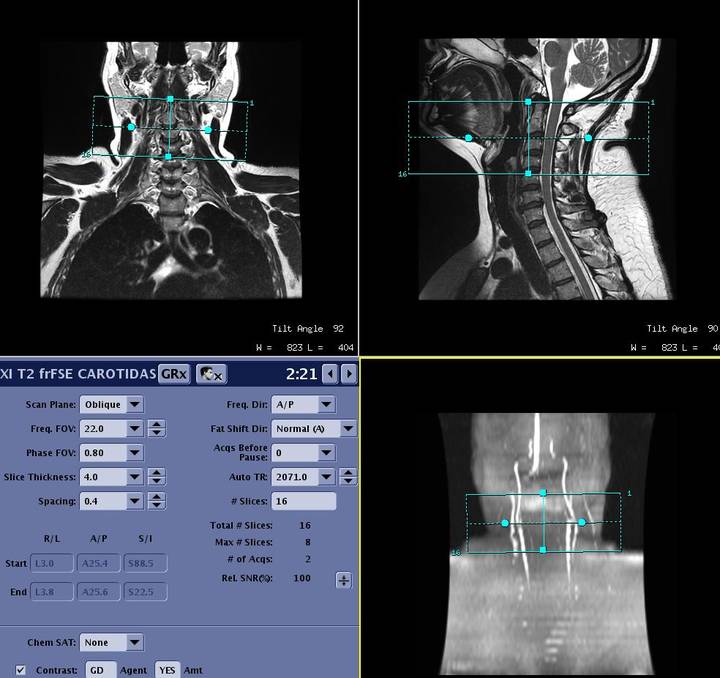 1
16
Tilt Angle 92
W = 823 L = 404
1
16
Tilt Angle 90
W = 823 L = 40
XI T2 frFSE CAROTIDAS GRx 2:21
Scan Plane: Oblique Freq. Dir: A/P
Freq. FOV: 22.0 Fat Shift Dir: Normal (A)
Phase FOV: 0.80 Acqs Before Pause: 0
Slice Thickness: 4.0 Auto TR: 2071.0
Spacing: 0.4 # Slices: 16
Total # Slices: 16
R/L A/P S/I Max # Slices: 8
Start L3.0 A25.4 S88.5 # of Acqs: 2
End L3.8 A25.6 S22.5 Rel. SNR(%): 100
Chem SAT: None
Contrast: GD Agent YES Amt
1
16